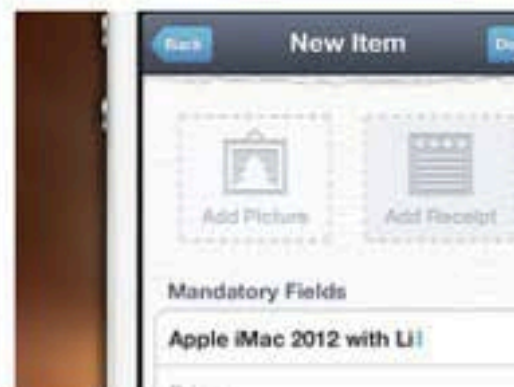 Back New Item
Add Picture Add Receipt
Mandatory Fields
Apple iMac 2012 with Li